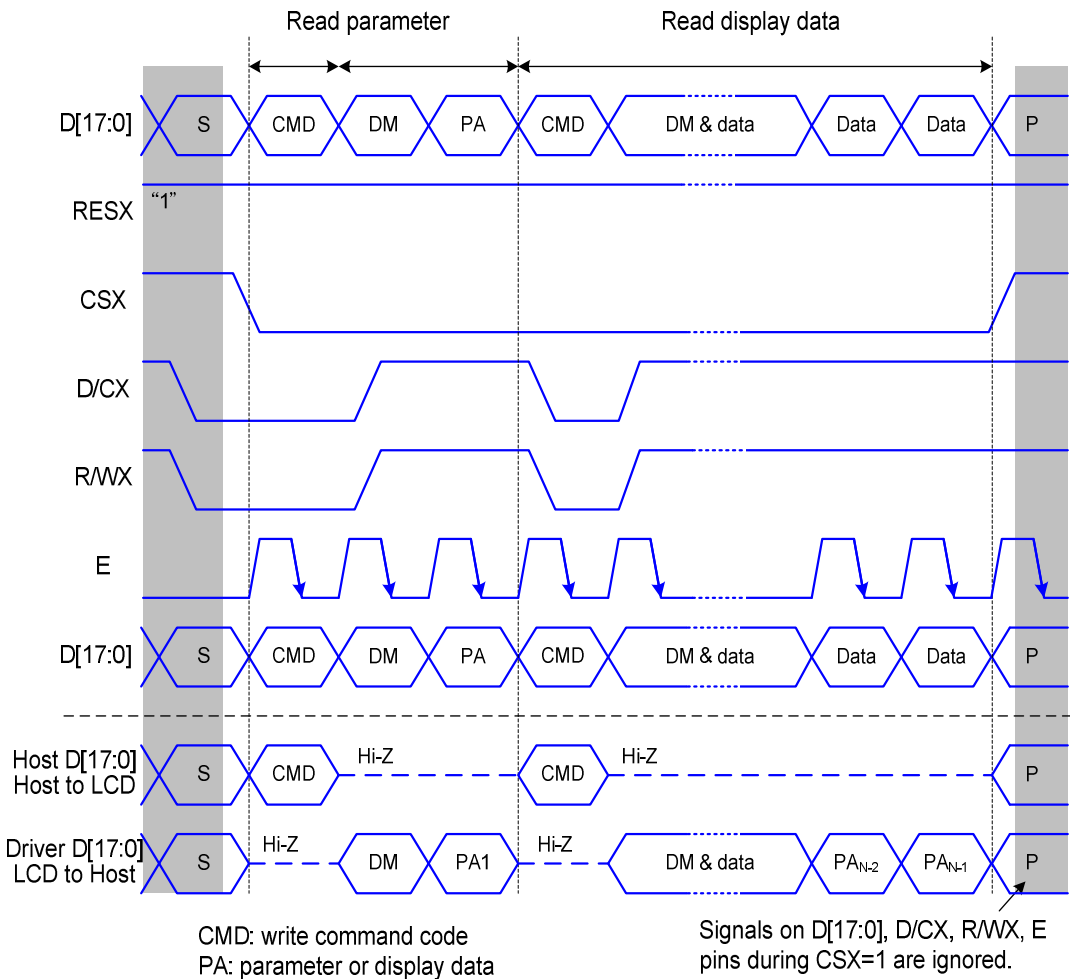 Read parameter Read display data
D[17:0] S CMD DM PA CMD DM & data Data Data P
RESX "1"
CSX
D/CX
R/WX
E
D[17:0] S CMD DM PA CMD DM & data Data Data P
Host D[17:0]
Host to LCD
S CMD Hi-Z CMD Hi-Z P
Driver D[17:0]
LCD to Host
S Hi-Z DM PA1 Hi-Z DM & data PAN-2 PAN-1 P
CMD: write command code
PA: parameter or display data
Signals on D[17:0], D/CX, R/WX, E
pins during CSX=1 are ignored.